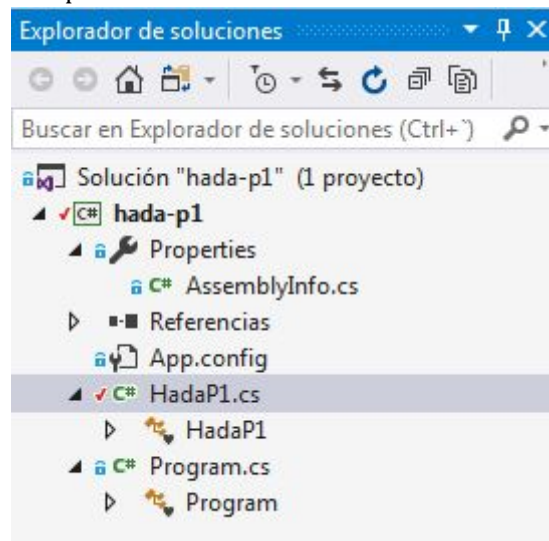 Explorador de soluciones
Buscar en Explorador de soluciones (Ctrl+`)
Solución "hada-p1" (1 proyecto)
C# hada-p1
Properties
C# AssemblyInfo.cs
Referencias
App.config
C# HadaP1.cs
HadaP1
C# Program.cs
Program